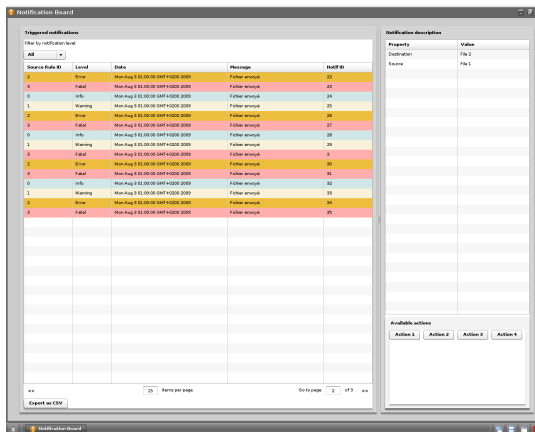 Notification Board
Triggered notifications
Filter by notification level
All
Source Rule ID Level Date Message Notif ID
2 Error Mon Aug 3 01:00:00 GMT+0200 2009 Fichier envoyé 22
3 Fatal Mon Aug 3 01:00:00 GMT+0200 2009 Fichier envoyé 23
0 Info Mon Aug 3 01:00:00 GMT+0200 2009 Fichier envoyé 24
1 Warning Mon Aug 3 01:00:00 GMT+0200 2009 Fichier envoyé 25
2 Error Mon Aug 3 01:00:00 GMT+0200 2009 Fichier envoyé 26
3 Fatal Mon Aug 3 01:00:00 GMT+0200 2009 Fichier envoyé 27
0 Info Mon Aug 3 01:00:00 GMT+0200 2009 Fichier envoyé 28
1 Warning Mon Aug 3 01:00:00 GMT+0200 2009 Fichier envoyé 29
3 Fatal Mon Aug 3 01:00:00 GMT+0200 2009 Fichier envoyé 3
2 Error Mon Aug 3 01:00:00 GMT+0200 2009 Fichier envoyé 30
3 Fatal Mon Aug 3 01:00:00 GMT+0200 2009 Fichier envoyé 31
0 Info Mon Aug 3 01:00:00 GMT+0200 2009 Fichier envoyé 32
1 Warning Mon Aug 3 01:00:00 GMT+0200 2009 Fichier envoyé 33
2 Error Mon Aug 3 01:00:00 GMT+0200 2009 Fichier envoyé 34
3 Fatal Mon Aug 3 01:00:00 GMT+0200 2009 Fichier envoyé 35
<< 15 items per page Go to page 2 of 3 >>
Export as CSV
Notification description
Property Value
Destination File 2
Source File 1
Available actions
Action 1 Action 2 Action 3 Action 4
Notification Board